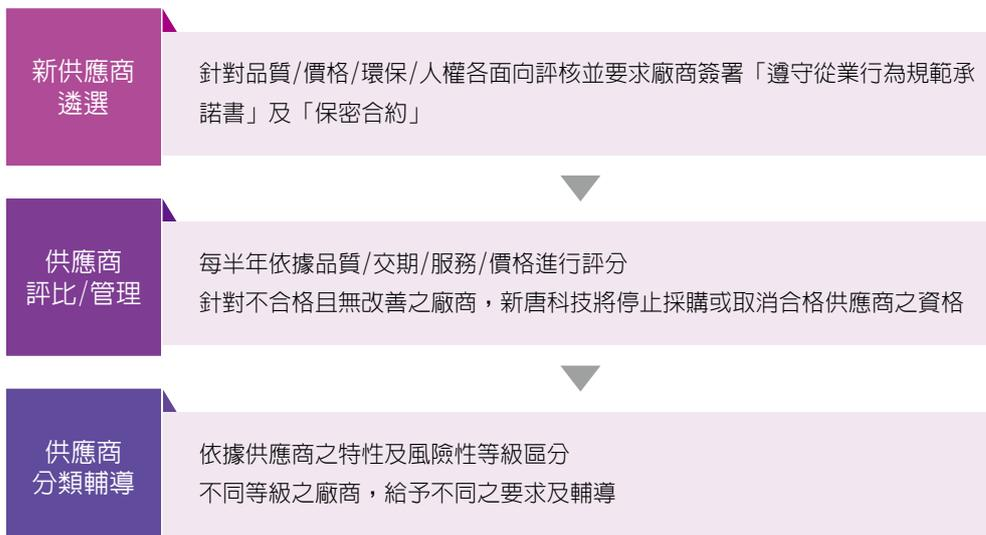 新供應商
遴選
針對品質/價格/環保/人權各面向評核並要求廠商簽署「遵守從業行為規範承
諾書」及「保密合約」
供應商
評比/管理
每半年依據品質/交期/服務/價格進行評分
針對不合格且無改善之廠商，新唐科技將停止採購或取消合格供應商之資格
供應商
分類輔導
依據供應商之特性及風險性等級區分
不同等級之廠商，給予不同之要求及輔導